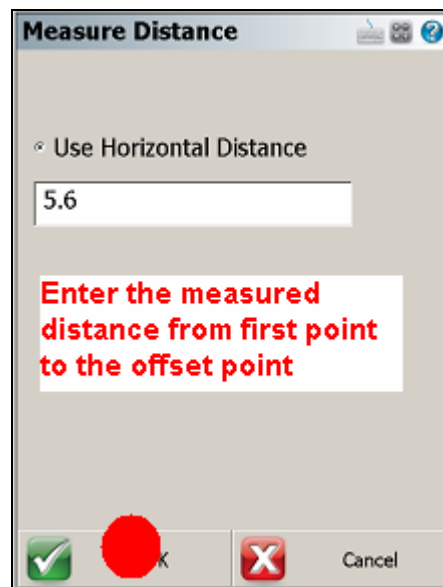 Measure Distance
Use Horizontal Distance
5.6
Enter the measured
distance from first point
to the offset point
Cancel